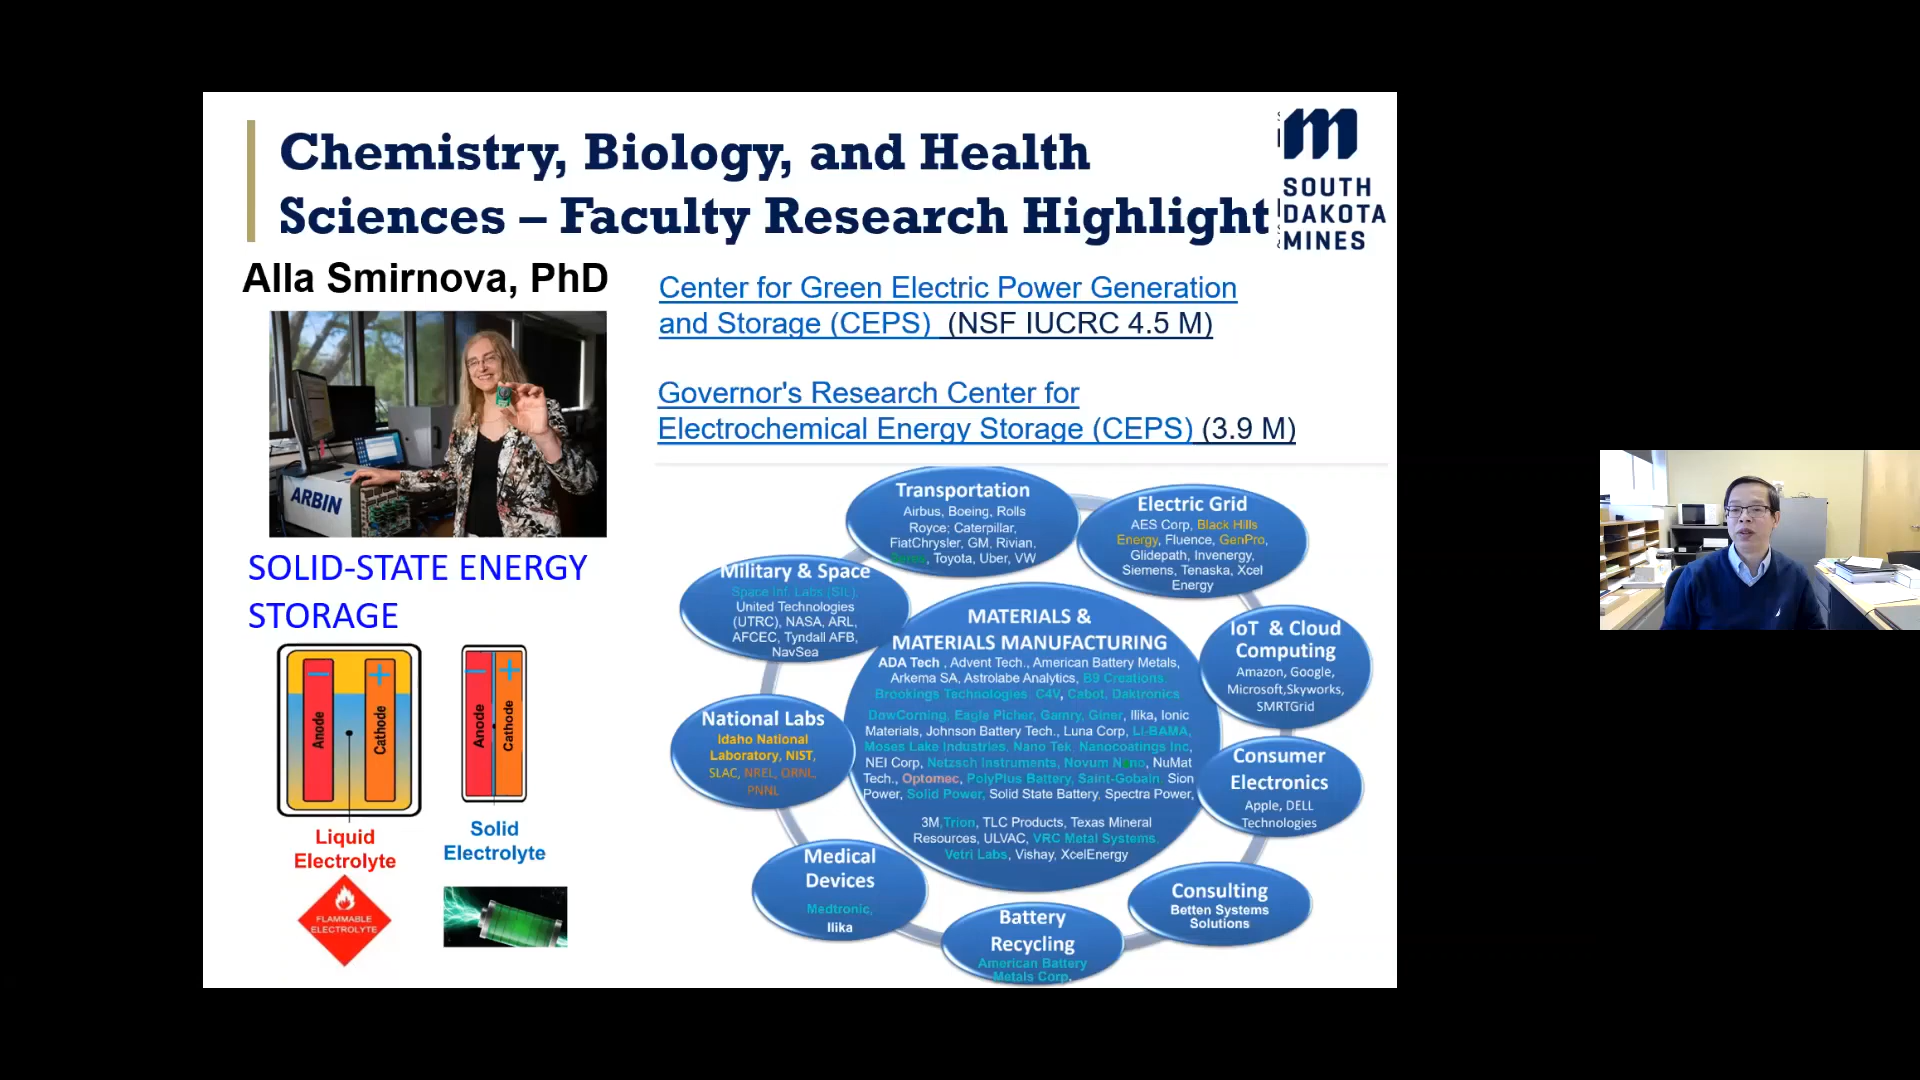 Chemistry, Biology, and Health
Sciences – Faculty Research Highlight
SOUTH
DAKOTA
MINES
Alla Smirnova, PhD
ARBIN
SOLID-STATE ENERGY
STORAGE
Anode
Cathode
Anode
Cathode
Liquid
Electrolyte
Solid
Electrolyte
FLAMMABLE
ELECTROLYTE
Center for Green Electric Power Generation
and Storage (CEPS) (NSF IUCRC 4.5 M)
Governor's Research Center for
Electrochemical Energy Storage (CEPS) (3.9 M)
Transportation
Airbus, Boeing, Rolls
Royce; Caterpillar,
FiatChrysler, GM, Rivian,
, Toyota, Uber, VW
Electric Grid
AES Corp, Black Hills
Energy, Fluence, GenPro,
Glidepath, Invenergy,
Siemens, Tenaska, Xcel
Energy
Military & Space
Space Inf. Labs (SIL),
United Technologies
(UTRC), NASA, ARL,
AFCEC, Tyndall AFB,
NavSea
IoT & Cloud
Computing
Amazon, Google,
Microsoft,Skyworks,
SMRTGrid
MATERIALS &
MATERIALS MANUFACTURING
ADA Tech , Advent Tech., American Battery Metals,
Arkema SA, Astrolabe Analytics, B9 Creations,
Brookings Technologies, C4V, Cabot, Daktronics
DowCorning, Eagle Picher, Gamry, Giner, Ilika, Ionic
Materials, Johnson Battery Tech., Luna Corp, LI-BAMA,
Moses Lake Industries, Nano Tek, Nanocoatings Inc,
NEI Corp, Netzsch Instruments, Novum Nano, NuMat
Tech., Optomec, PolyPlus Battery, Saint-Gobain, Sion
Power, Solid Power, Solid State Battery, Spectra Power,
3M,Trion, TLC Products, Texas Mineral
Resources, ULVAC, VRC Metal Systems,
Vetri Labs, Vishay, XcelEnergy
National Labs
Idaho National
Laboratory, NIST,
SLAC, NREL, ORNL,
PNNL
Consumer
Electronics
Apple, DELL
Technologies
Medical
Devices
Medtronic,
Ilika
Battery
Recycling
American Battery
Metals Corp.
Consulting
Betten Systems
Solutions